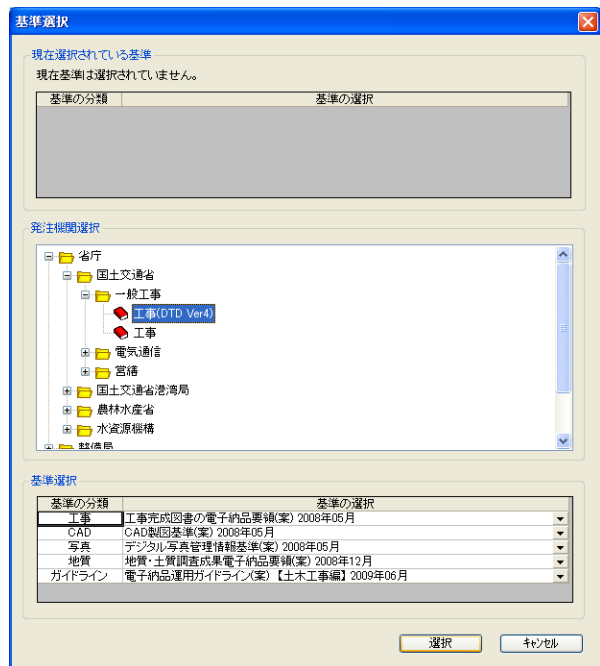 基準選択
現在選択されている基準
現在基準は選択されていません。
基準の分類 基準の選択
発注機関選択
省庁
国土交通省
一般工事
工事(DTD Ver4)
工事
電気通信
営繕
国土交通省港湾局
農林水産省
水資源機構
整備局
基準選択
基準の分類 基準の選択
工事 工事完成図書の電子納品要領(案) 2008年05月
CAD CAD製図基準(案) 2008年05月
写真 デジタル写真管理情報基準(案) 2008年05月
地質 地質・土質調査成果電子納品要領(案) 2008年12月
ガイドライン 電子納品運用ガイドライン(案) 【土木工事編】 2009年06月
選択 キャンセル